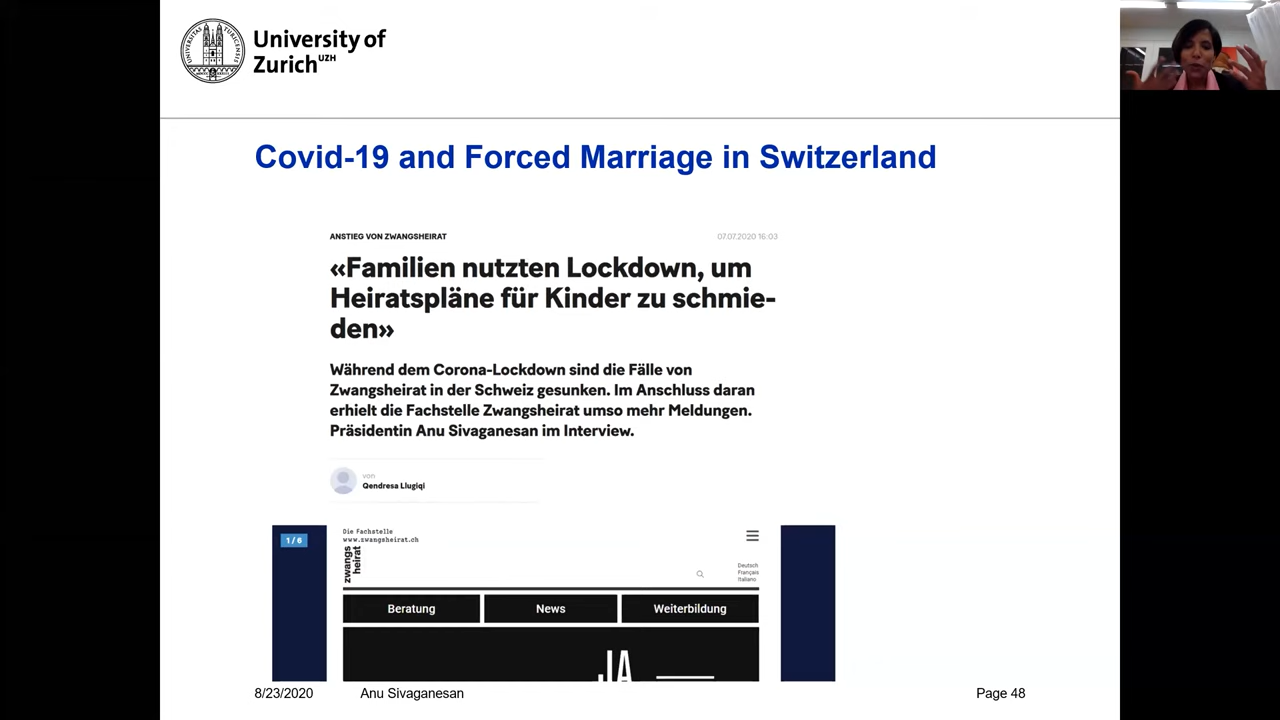 University of
Zurich UZH
Covid-19 and Forced Marriage in Switzerland
ANSTIEG VON ZWANGSHEIRAT
07.07.2020 16:03
«Familien nutzten Lockdown, um
Heiratspläne für Kinder zu schmie-
den»
Während dem Corona-Lockdown sind die Fälle von
Zwangsheirat in der Schweiz gesunken. Im Anschluss daran
erhielt die Fachstelle Zwangsheirat umso mehr Meldungen.
Präsidentin Anu Sivaganesan im Interview.
von
Qendresa Llugiqi
1 / 6
Die Fachstelle
www.zwangsheirat.ch
zwangs
heirat
Deutsch
Français
Italiano
Beratung
News
Weiterbildung
JA
8/23/2020
Anu Sivaganesan
Page 48